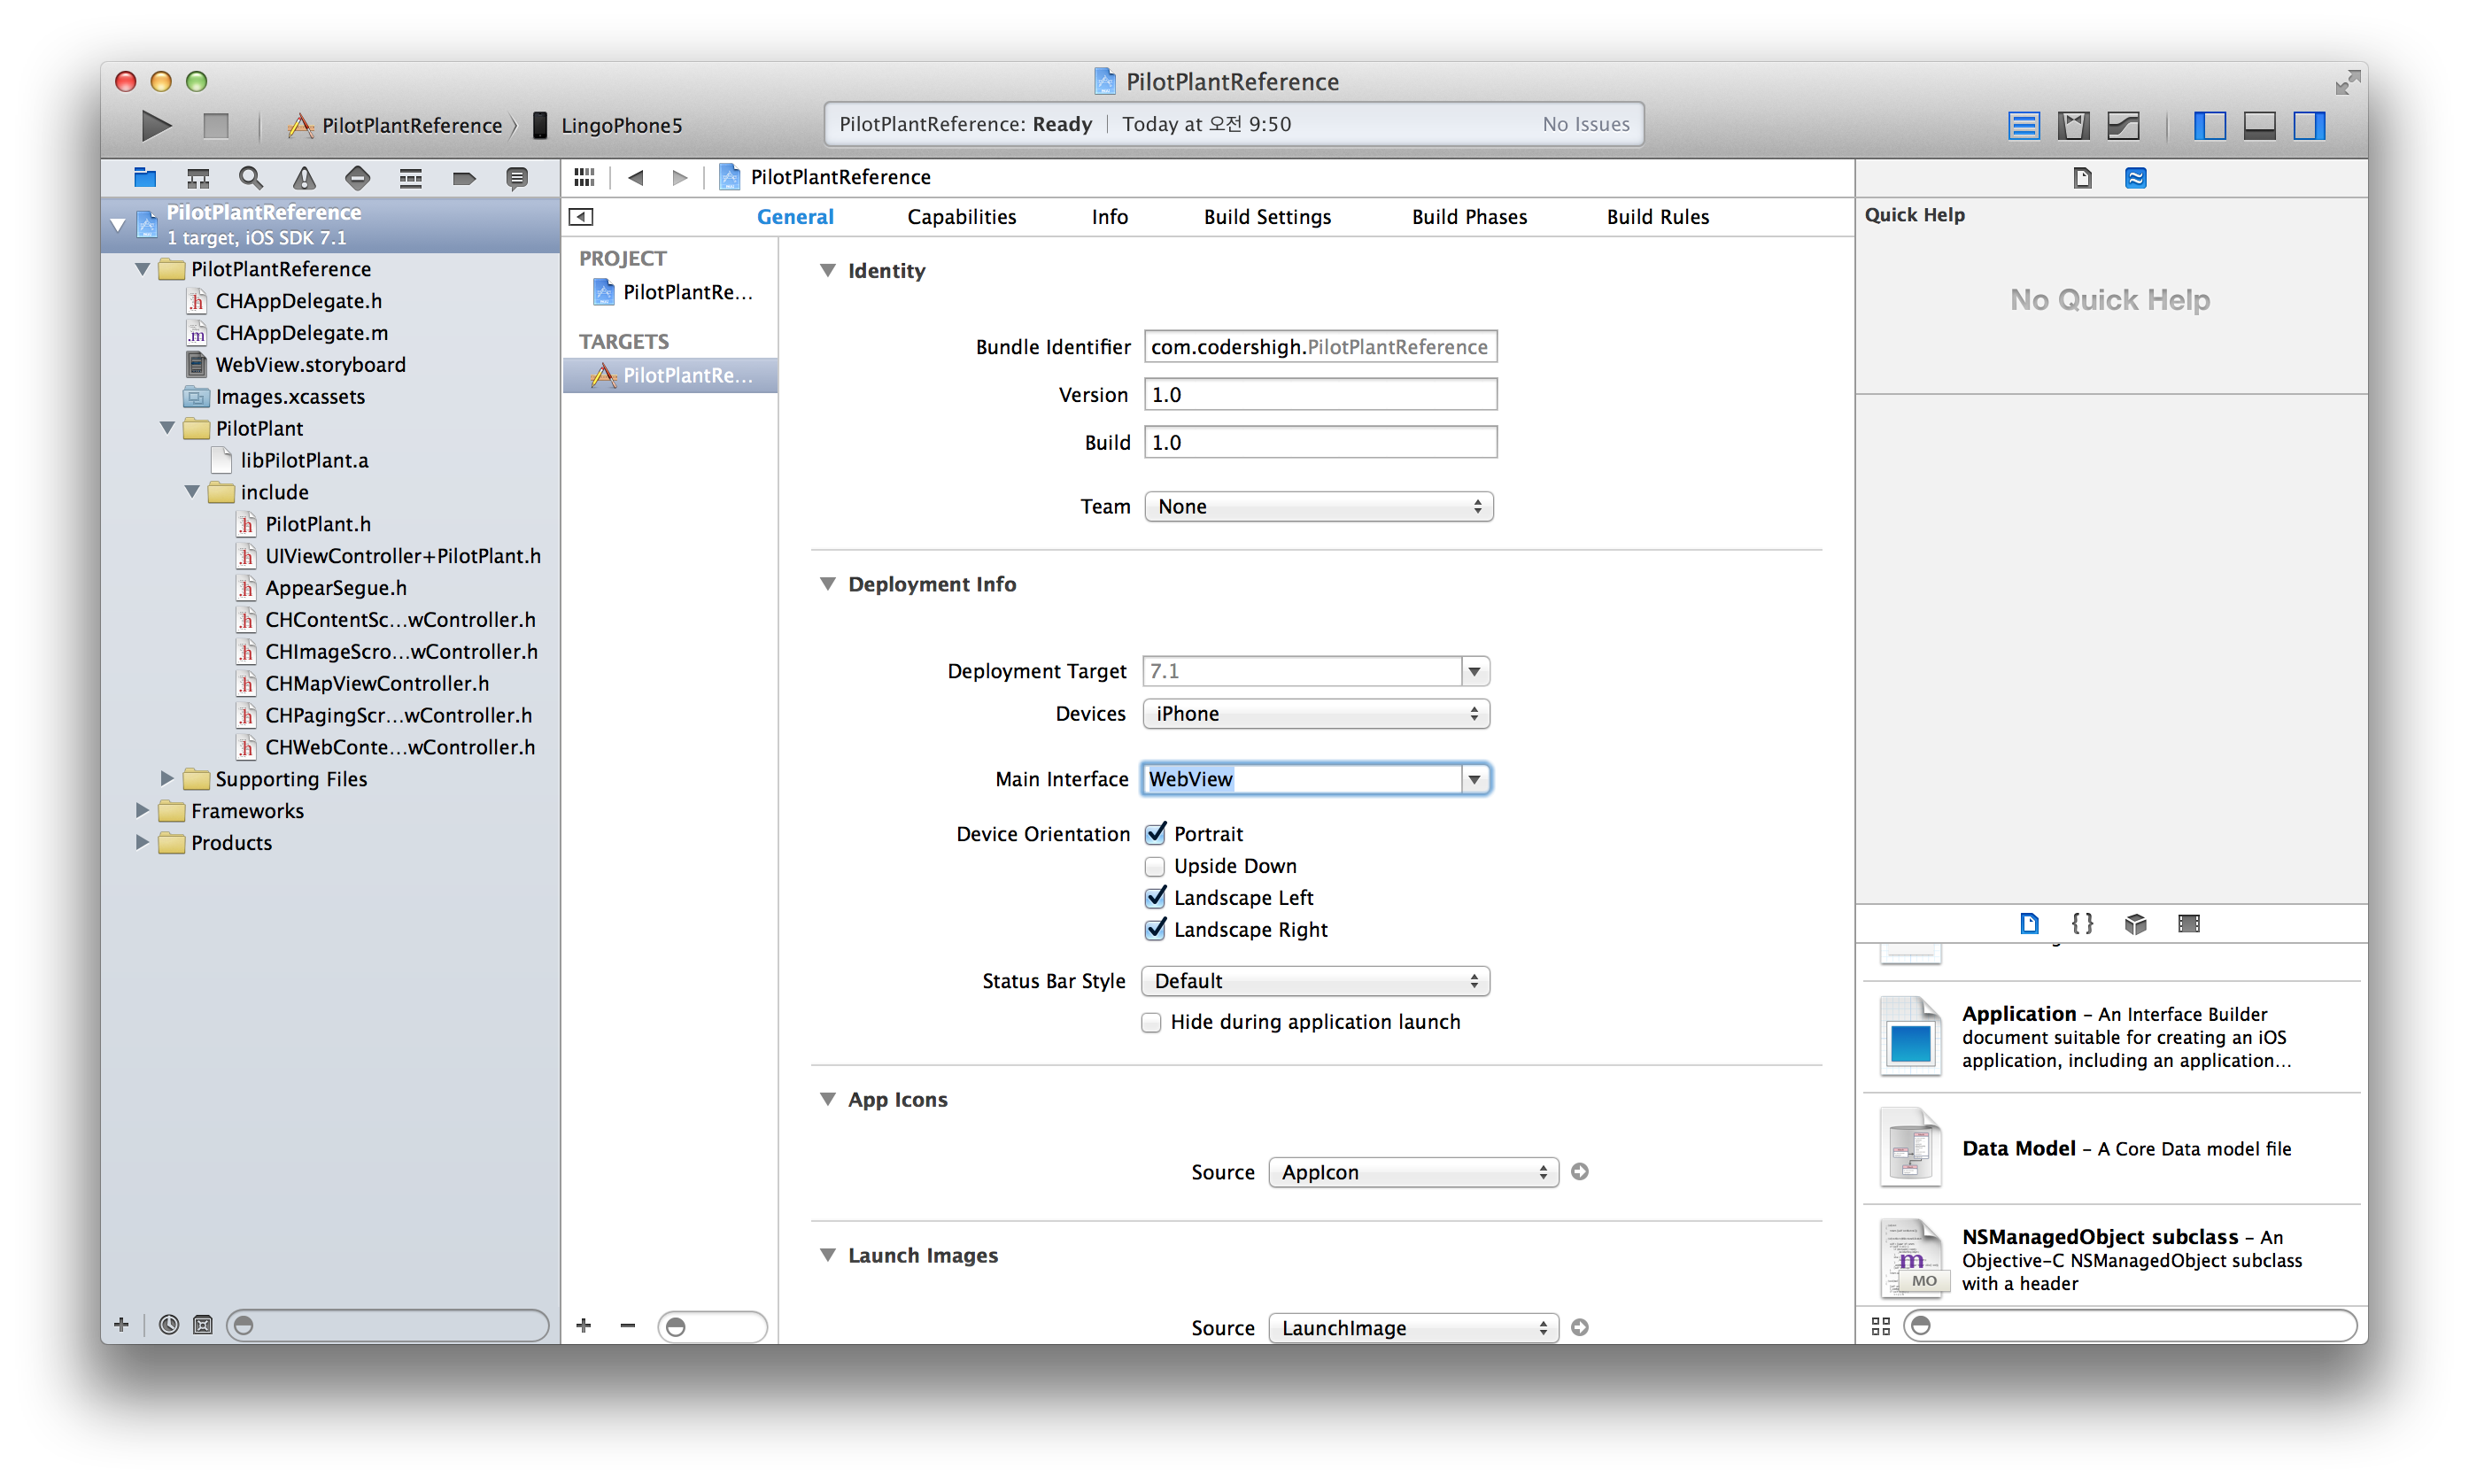 PilotPlantReference
PilotPlantReference
LingoPhone5
PilotPlantReference: Ready
Today at 오전 9:50
No Issues
PilotPlantReference
1 target, iOS SDK 7.1
PilotPlantReference
CHAppDelegate.h
CHAppDelegate.m
WebView.storyboard
Images.xcassets
PilotPlant
libPilotPlant.a
include
PilotPlant.h
UIViewController+PilotPlant.h
AppearSegue.h
CHContentSc...wController.h
CHImageScro...wController.h
CHMapViewController.h
CHPagingScr...wController.h
CHWebConte...wController.h
Supporting Files
Frameworks
Products
PilotPlantReference
General
Capabilities
Info
Build Settings
Build Phases
Build Rules
PROJECT
PilotPlantRe...
TARGETS
PilotPlantRe...
Identity
Bundle Identifier com.codershigh.PilotPlantReference
Version 1.0
Build 1.0
Team None
Deployment Info
Deployment Target 7.1
Devices iPhone
Main Interface WebView
Device Orientation Portrait
Upside Down
Landscape Left
Landscape Right
Status Bar Style Default
Hide during application launch
App Icons
Source AppIcon
Launch Images
Source LaunchImage
Quick Help
No Quick Help
Application – An Interface Builder
document suitable for creating an iOS
application, including an application...
Data Model – A Core Data model file
NSManagedObject subclass – An
Objective-C NSManagedObject subclass
with a header
m
MO